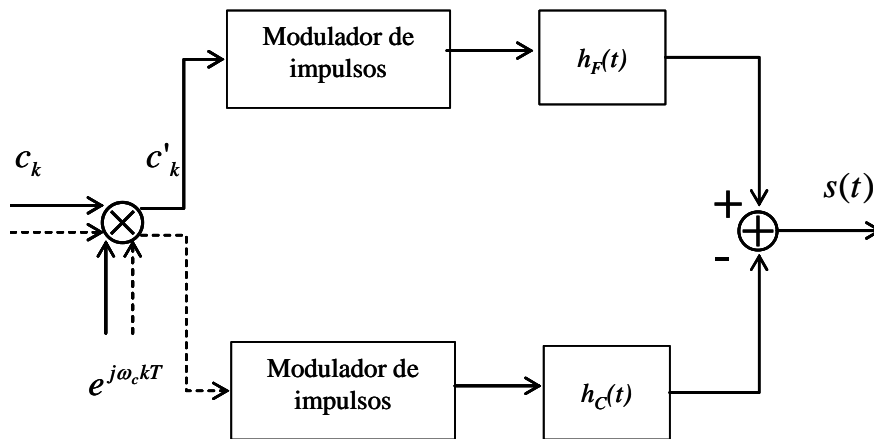 Modulador de
impulsos
h_F(t)
c_k
c'_k
s(t)
+
-
e^{jω_c kT}
Modulador de
impulsos
h_C(t)